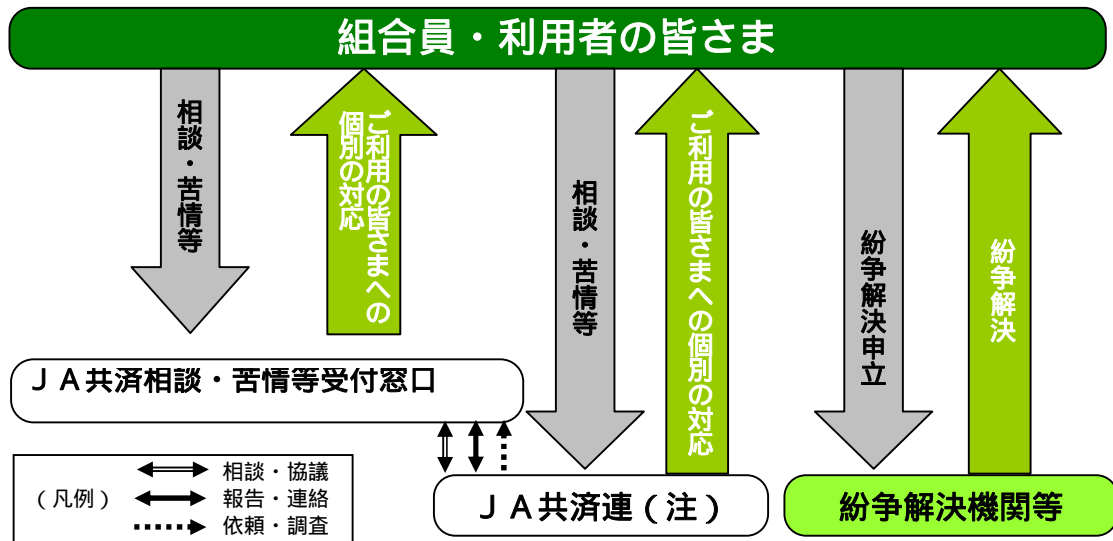 組合員・利用者の皆さま
相談・苦情等
ご利用の皆さまへの
個別の対応
相談・苦情等
ご利用の皆さまへの個別の対応
紛争解決申立
紛争解決
ＪＡ共済相談・苦情等受付窓口
（凡例）
相談・協議
報告・連絡
依頼・調査
ＪＡ共済連（注）
紛争解決機関等